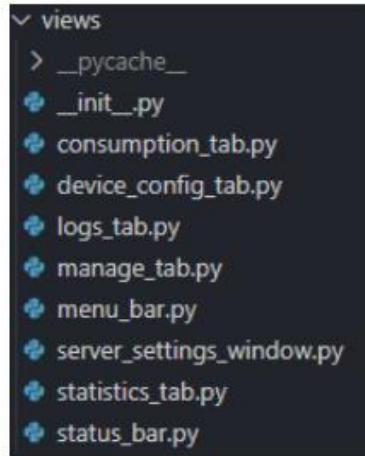 views
__pycache__
__init__.py
consumption_tab.py
device_config_tab.py
logs_tab.py
manage_tab.py
menu_bar.py
server_settings_window.py
statistics_tab.py
status_bar.py